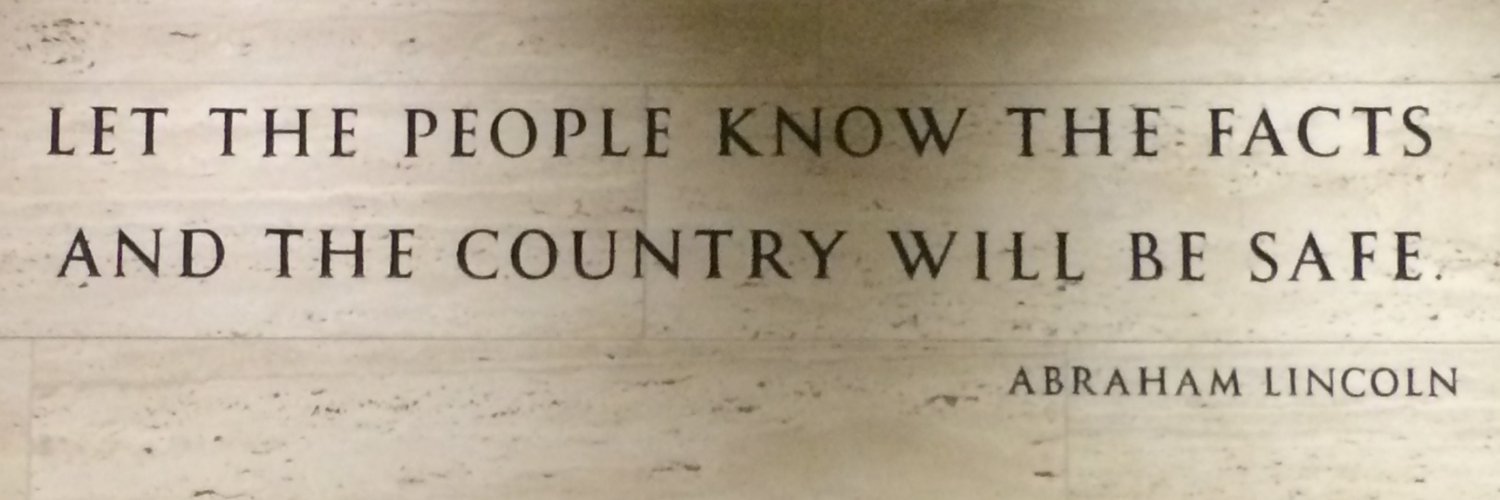 LET THE PEOPLE KNOW THE FACTS
AND THE COUNTRY WILL BE SAFE.
ABRAHAM LINCOLN